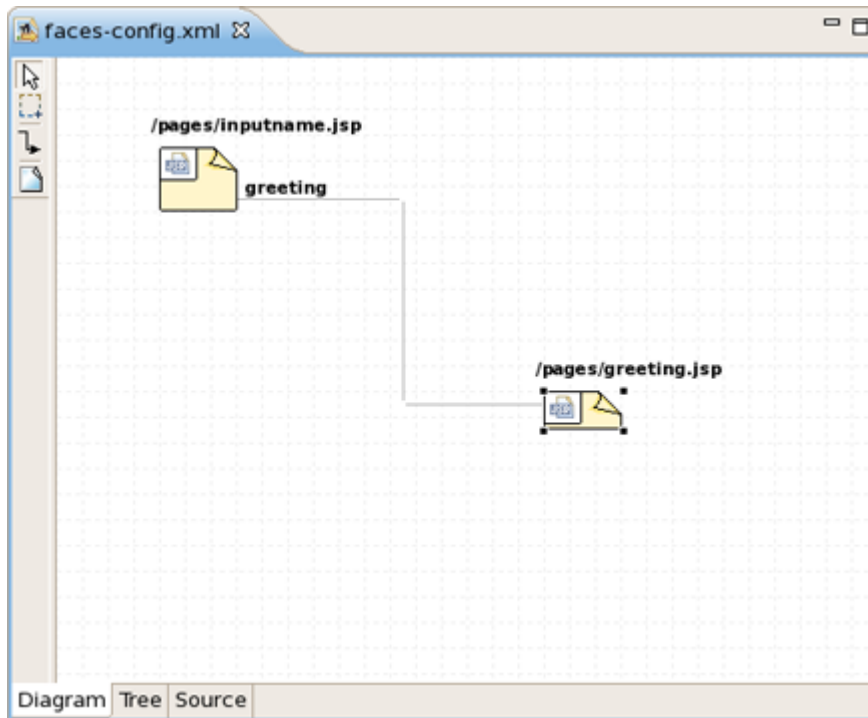 faces-config.xml
/pages/inputname.jsp
greeting
/pages/greeting.jsp
Diagram Tree Source